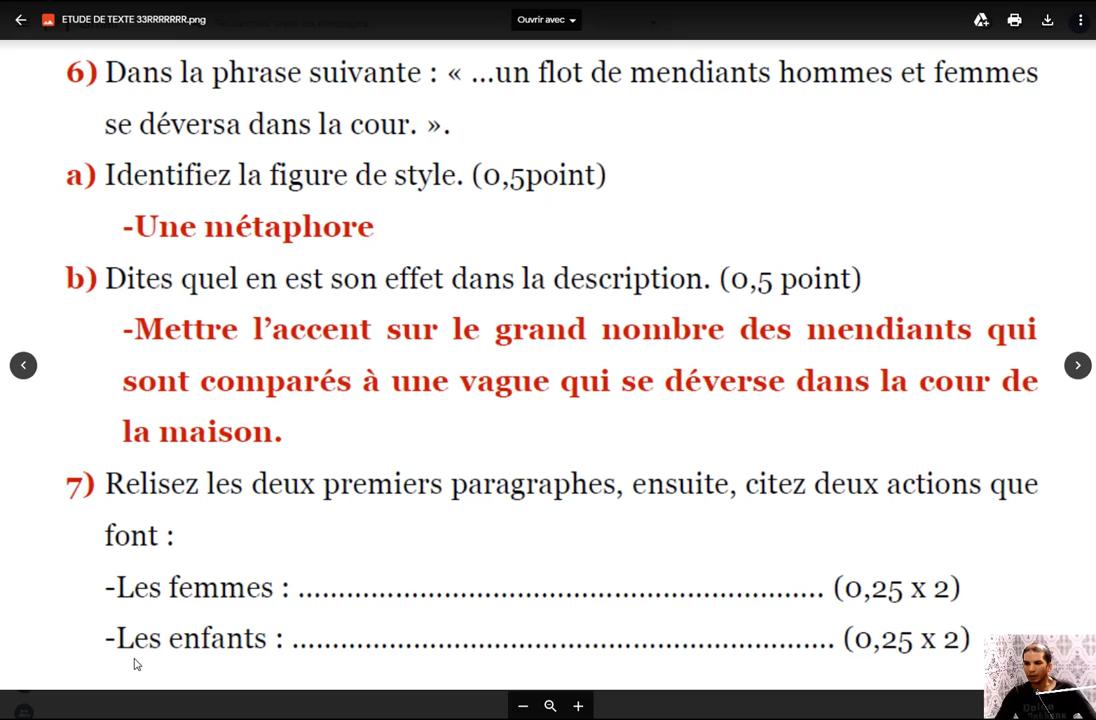 ETUDE DE TEXTE 33RRRRRRR.png
Ouvrir avec
6) Dans la phrase suivante : « ...un flot de mendiants hommes et femmes
se déversa dans la cour. ».
a) Identifiez la figure de style. (0,5point)
-Une métaphore
b) Dites quel en est son effet dans la description. (0,5 point)
-Mettre l’accent sur le grand nombre des mendiants qui
sont comparés à une vague qui se déverse dans la cour de
la maison.
7) Relisez les deux premiers paragraphes, ensuite, citez deux actions que
font :
-Les femmes : ................................................................ (0,25 x 2)
-Les enfants : ................................................................. (0,25 x 2)